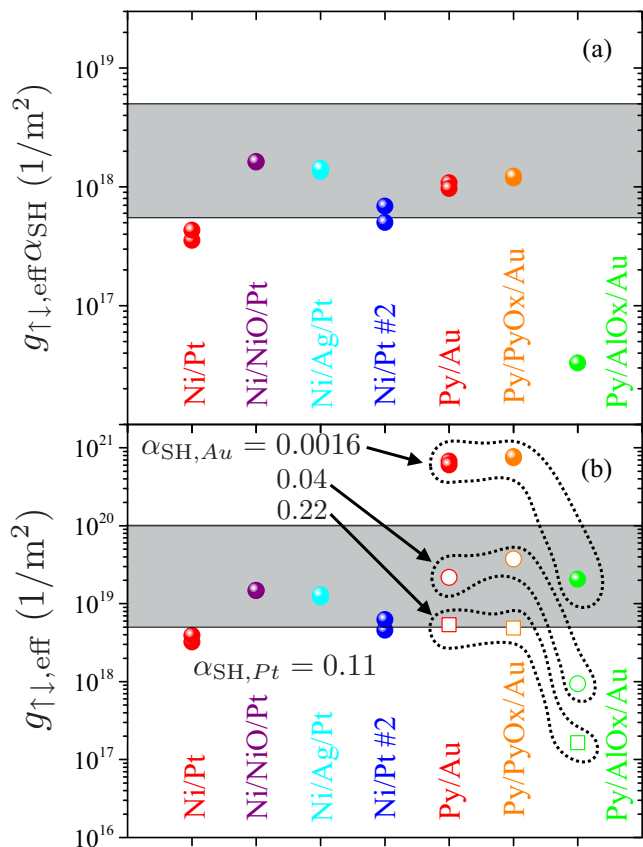 (a)
10^19
10^18
10^17
g↑↓,eff α_SH (1/m²)
Ni/Pt
Ni/NiO/Pt
Ni/Ag/Pt
Ni/Pt #2
Py/Au
Py/PyOx/Au
Py/AlOx/Au
(b)
10^21
10^20
10^19
10^18
10^17
10^16
g↑↓,eff (1/m²)
α_SH,Au = 0.0016
0.04
0.22
α_SH,Pt = 0.11
Ni/Pt
Ni/NiO/Pt
Ni/Ag/Pt
Ni/Pt #2
Py/Au
Py/PyOx/Au
Py/AlOx/Au